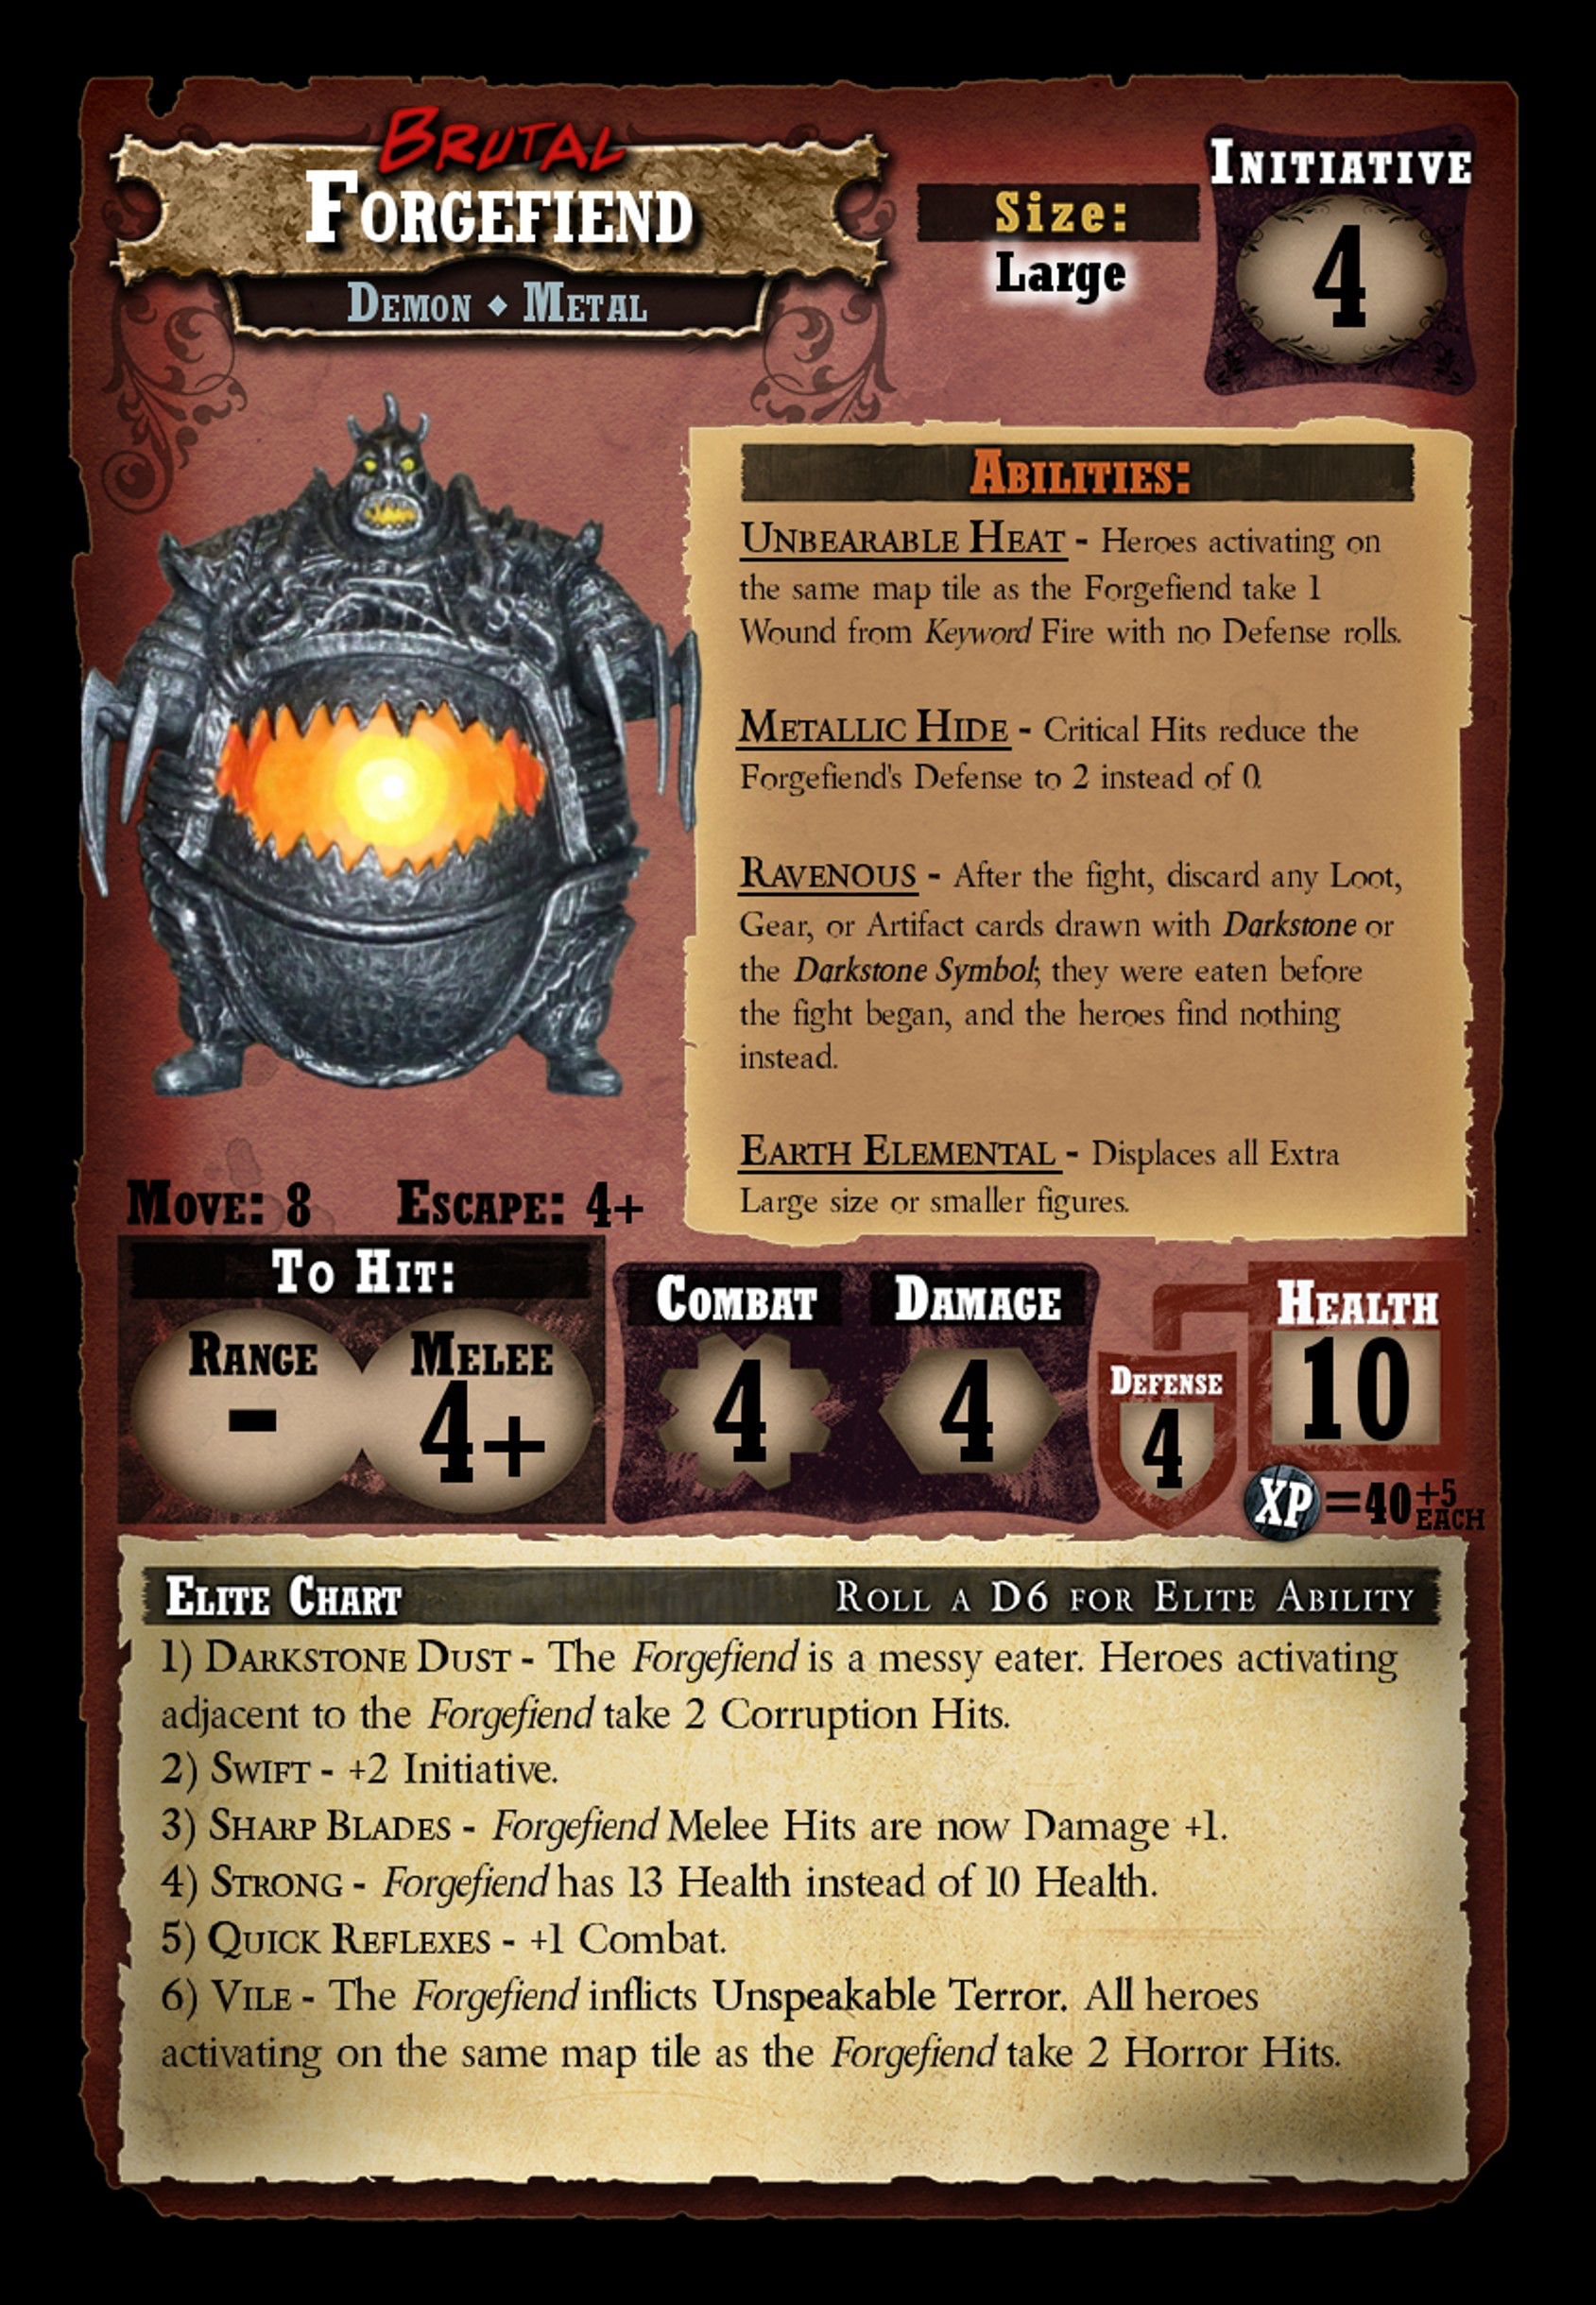 BRUTAL
FORGEFIEND
DEMON ◆ METAL
Size:
Large
INITIATIVE
4
ABILITIES:
UNBEARABLE HEAT - Heroes activating on
the same map tile as the Forgefiend take 1
Wound from Keyword Fire with no Defense rolls.
METALLIC HIDE - Critical Hits reduce the
Forgefiend's Defense to 2 instead of 0.
RAVENOUS - After the fight, discard any Loot,
Gear, or Artifact cards drawn with Darkstone or
the Darkstone Symbol; they were eaten before
the fight began, and the heroes find nothing
instead.
EARTH ELEMENTAL - Displaces all Extra
Large size or smaller figures.
MOVE: 8 ESCAPE: 4+
TO HIT:
RANGE
-
MELEE
4+
COMBAT
4
DAMAGE
4
DEFENSE
4
HEALTH
10
XP=40 +5 EACH
ELITE CHART ROLL A D6 FOR ELITE ABILITY
1) DARKSTONE DUST - The Forgefiend is a messy eater. Heroes activating
adjacent to the Forgefiend take 2 Corruption Hits.
2) SWIFT - +2 Initiative.
3) SHARP BLADES - Forgefiend Melee Hits are now Damage +1.
4) STRONG - Forgefiend has 13 Health instead of 10 Health.
5) QUICK REFLEXES - +1 Combat.
6) VILE - The Forgefiend inflicts Unspeakable Terror. All heroes
activating on the same map tile as the Forgefiend take 2 Horror Hits.